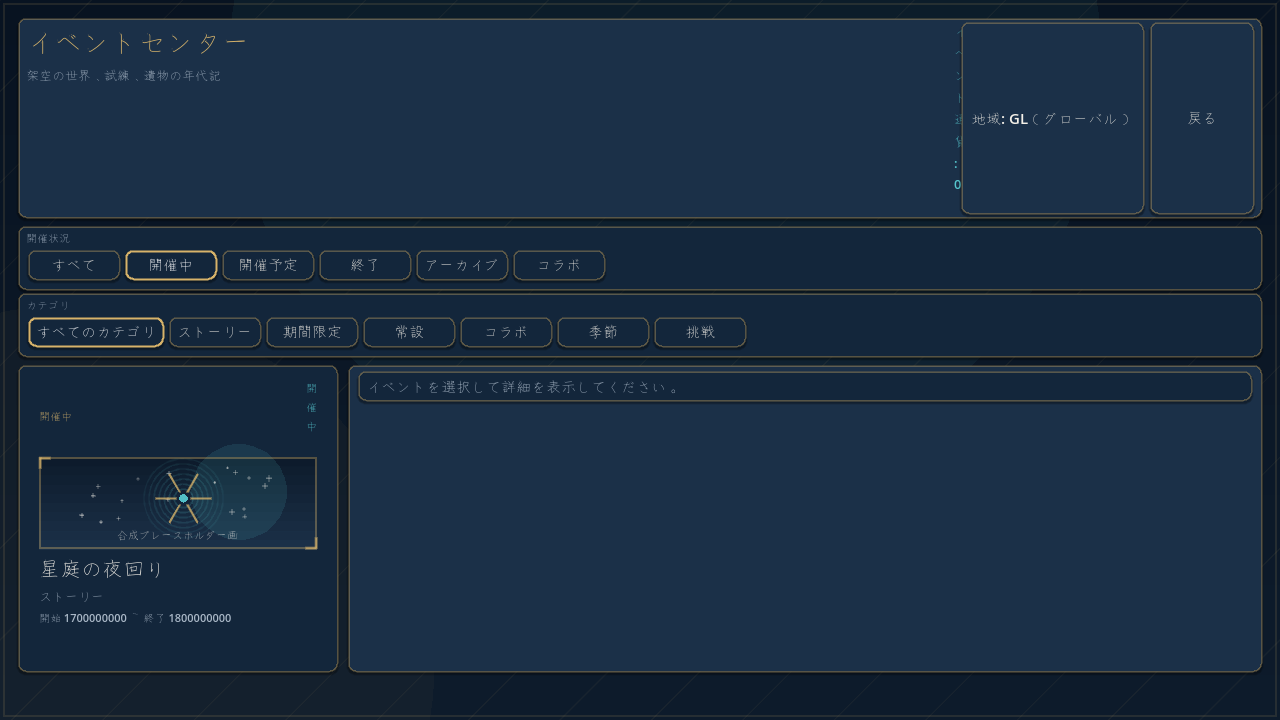 イベントセンター
架空の世界、試練、遺物の年代記
: 0
地域: GL（グローバル）
戻る
開催状況
すべて
開催中
開催予定
終了
アーカイブ
コラボ
カテゴリ
すべてのカテゴリ
ストーリー
期間限定
常設
コラボ
季節
挑戦
開催中
開催中
合成プレースホルダー画
星庭の夜回り
ストーリー
開始 1700000000 ～ 終了 1800000000
イベントを選択して詳細を表示してください。